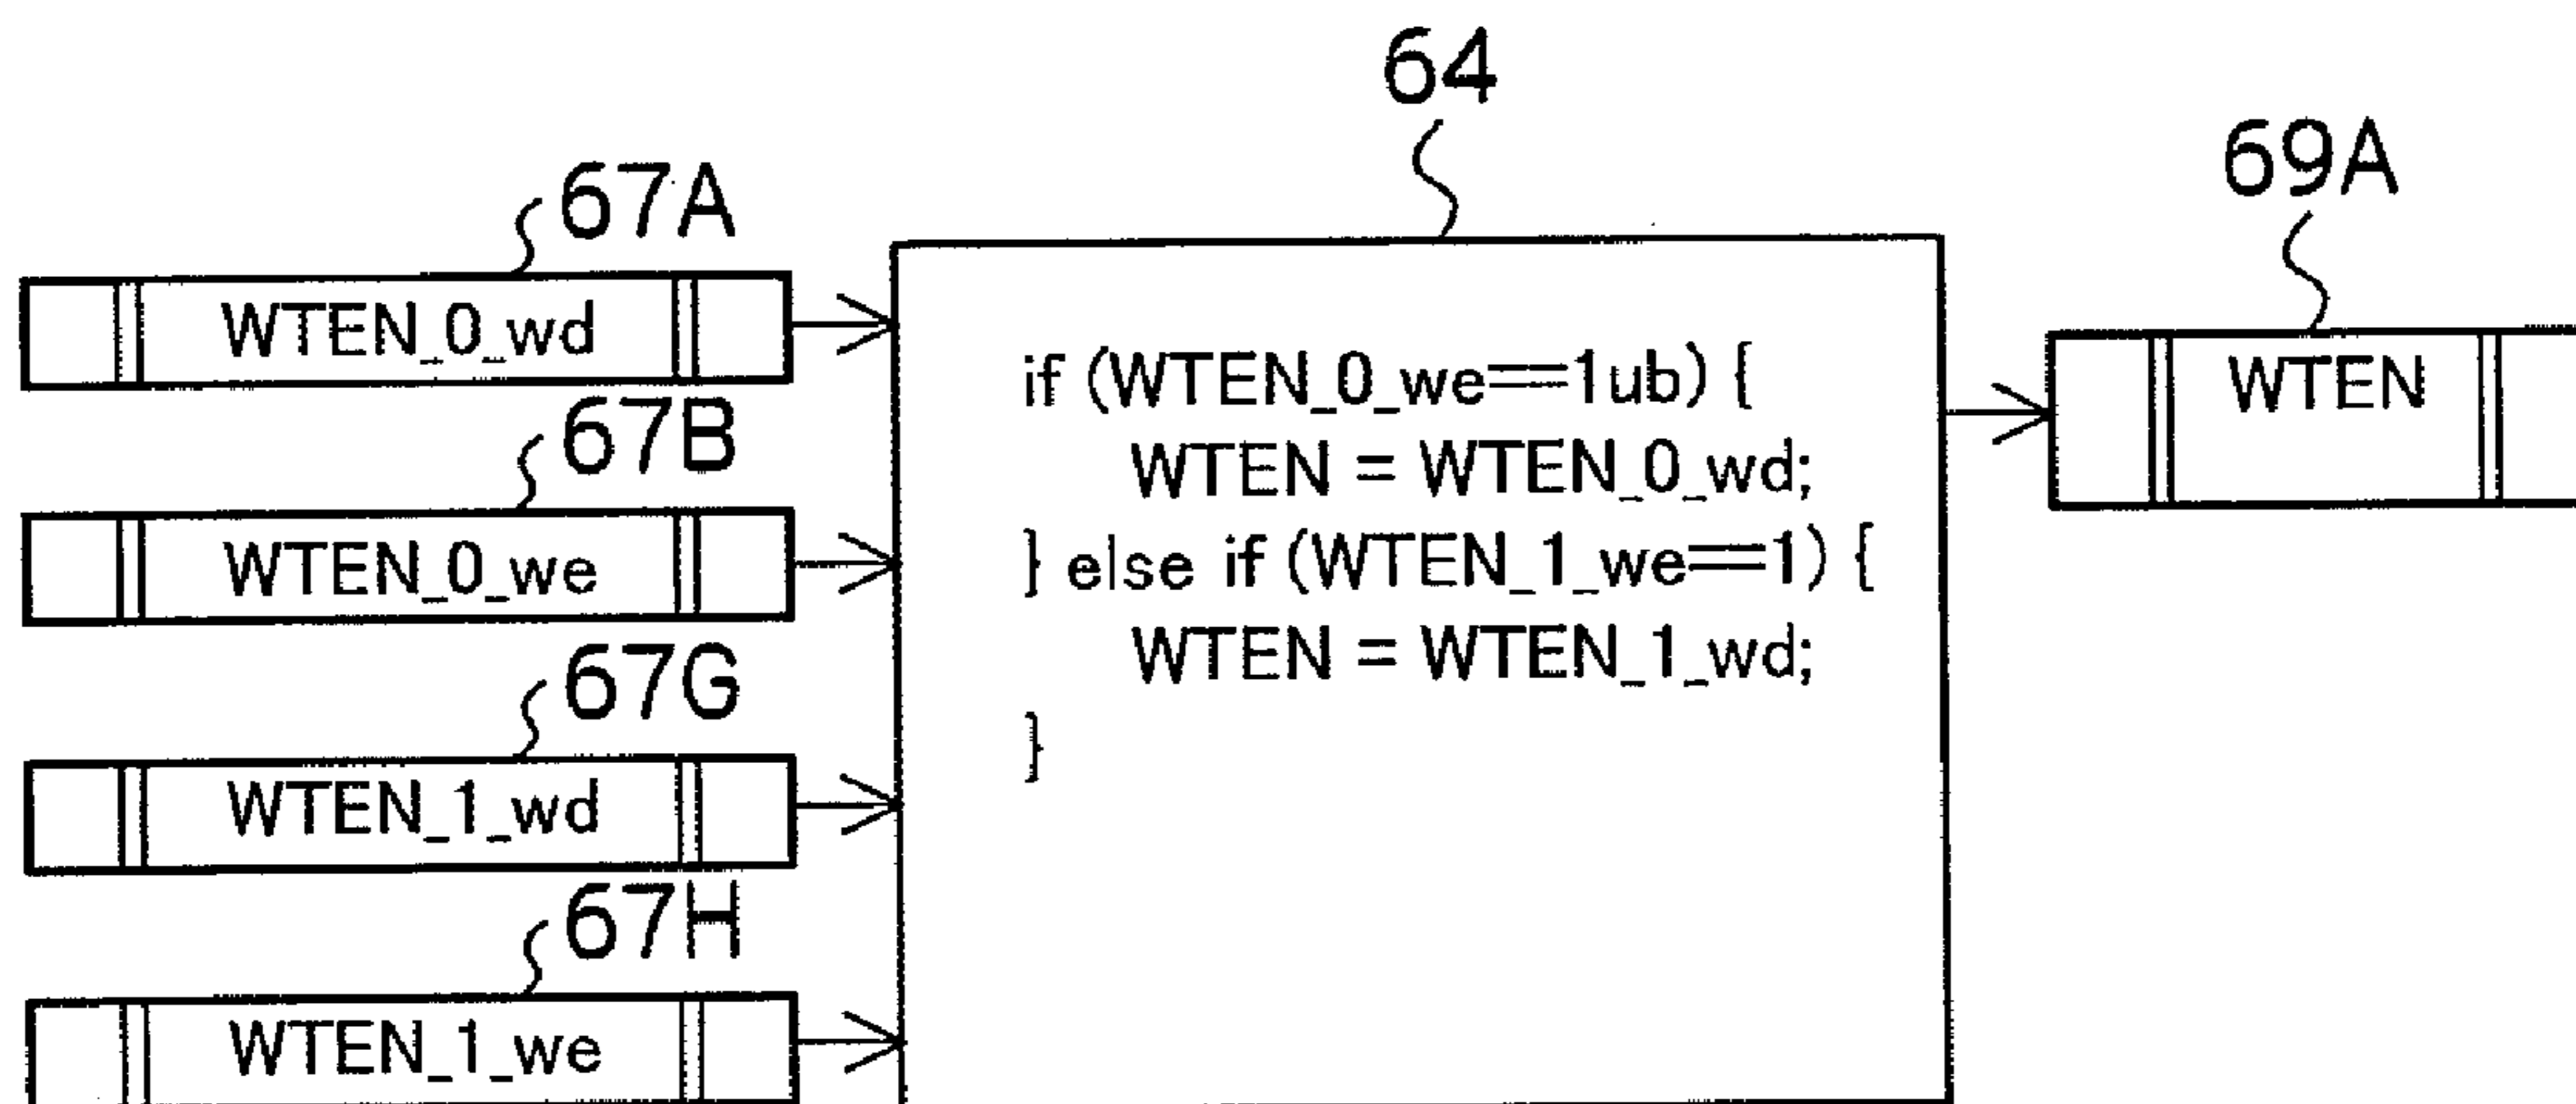 64
69A
67A
WTEN_0_wd
67B
WTEN_0_we
67G
WTEN_1_wd
67H
WTEN_1_we
if (WTEN_0_we==1ub) {
WTEN = WTEN_0_wd;
} else if (WTEN_1_we==1) {
WTEN = WTEN_1_wd;
}
WTEN